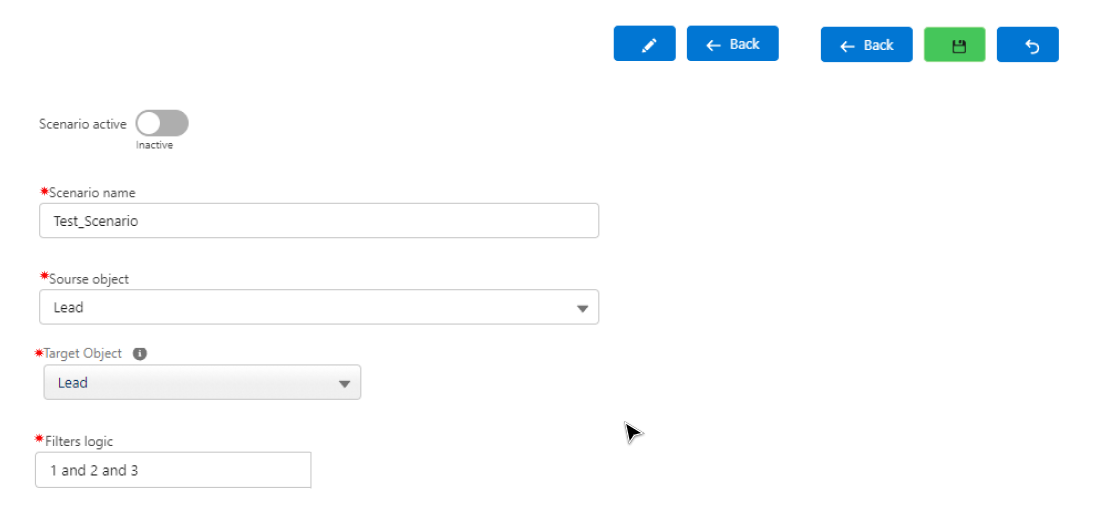 Back
Back
Scenario active
Inactive
*Scenario name
Test_Scenario
*Sourse object
Lead
*Target Object
Lead
*Filters logic
1 and 2 and 3